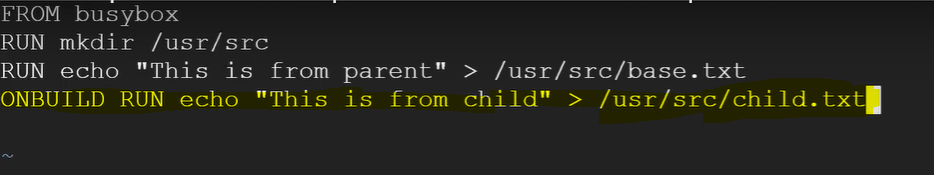 FROM busybox
RUN mkdir /usr/src
RUN echo "This is from parent" > /usr/src/base.txt
ONBUILD RUN echo "This is from child" > /usr/src/child.txt
~